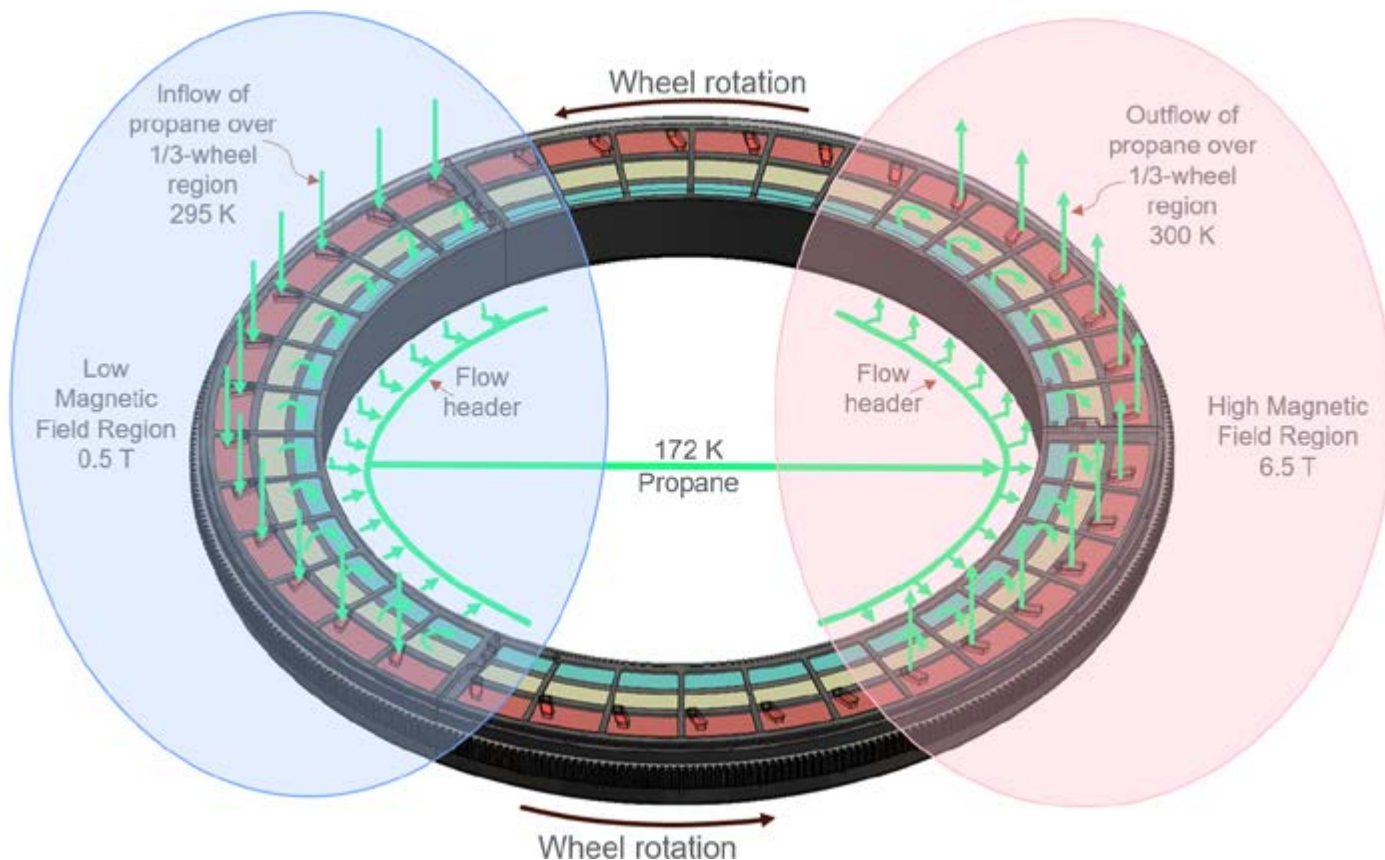 Wheel rotation
Inflow of
propane over
1/3-wheel
region
295 K
Outflow of
propane over
1/3-wheel
region
300 K
Low
Magnetic
Field Region
0.5 T
Flow
header
Flow
header
172 K
Propane
High Magnetic
Field Region
6.5 T
Wheel rotation